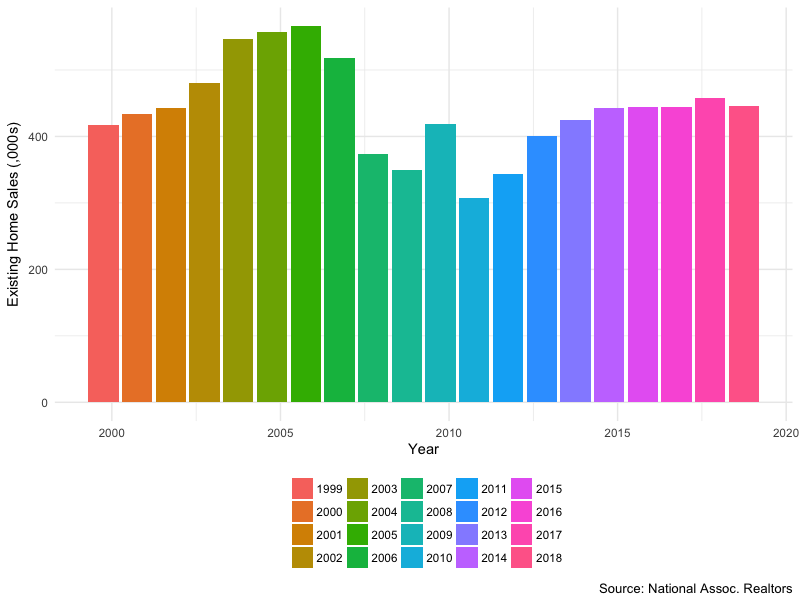 Existing Home Sales (,000s)
400
200
0
2000 2005 2010 2015 2020
Year
1999 2003 2007 2011 2015
2000 2004 2008 2012 2016
2001 2005 2009 2013 2017
2002 2006 2010 2014 2018
Source: National Assoc. Realtors